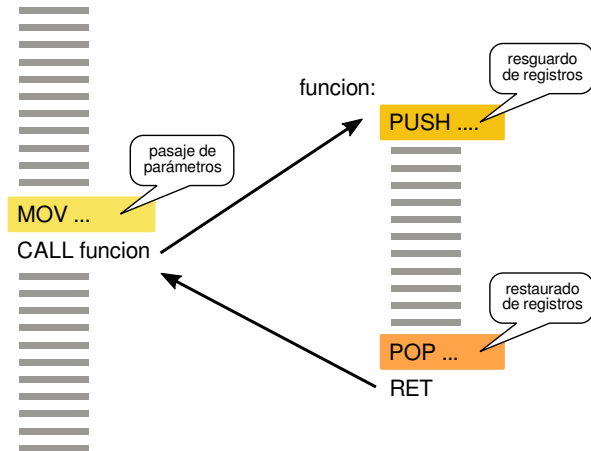 resguardo
de registros
funcion:
PUSH ....
pasaje de
parámetros
MOV ...
CALL funcion
restaurado
de registros
POP ...
RET